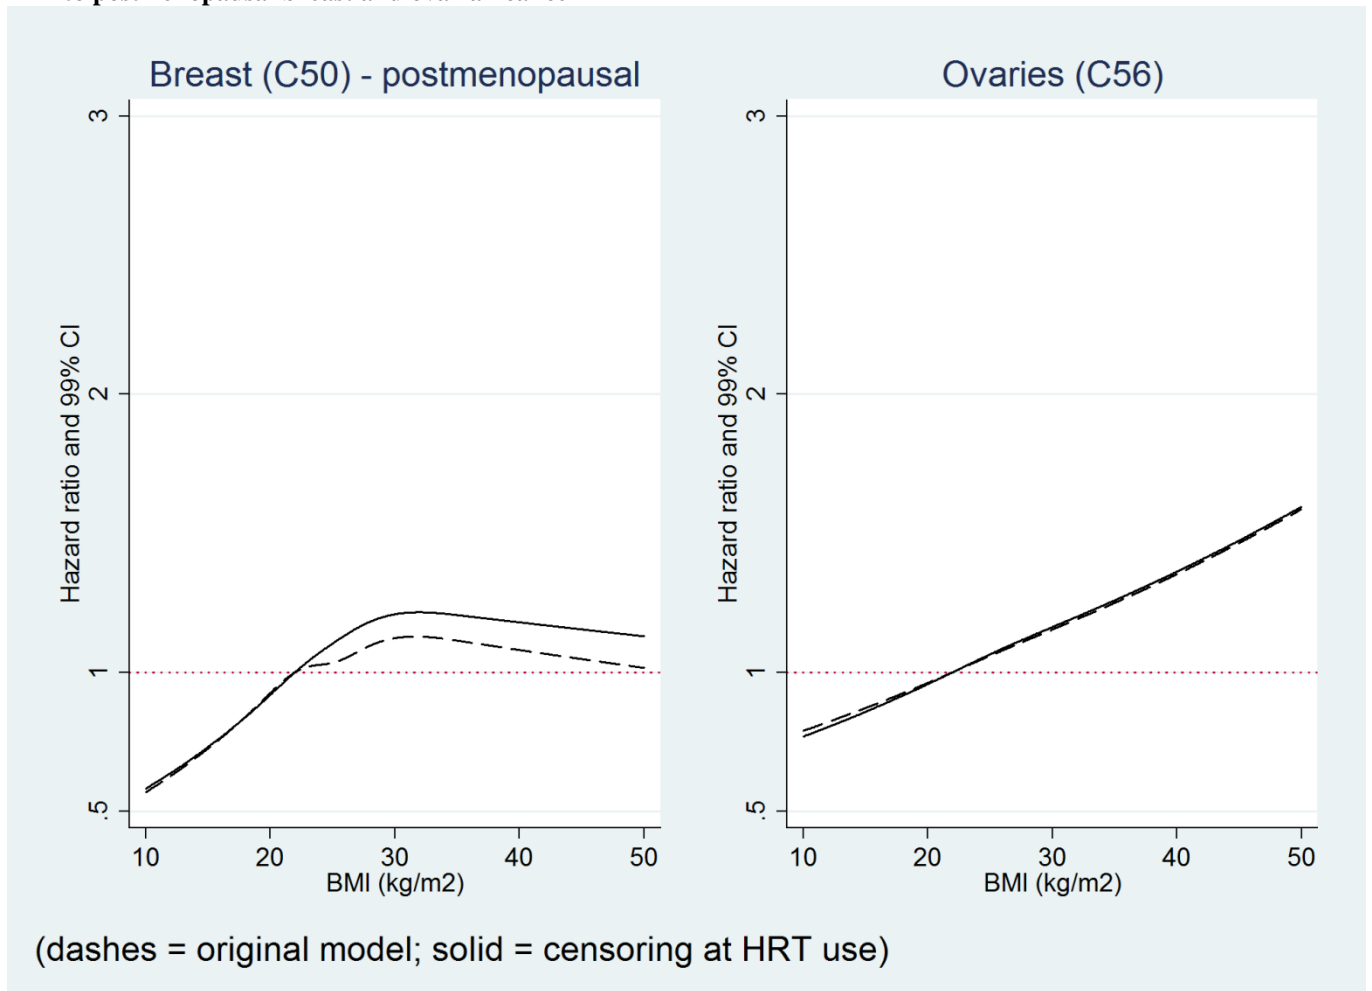 Breast (C50) - postmenopausal
Hazard ratio and 99% CI
3
2
1
.5
10 20 30 40 50
BMI (kg/m2)
Ovaries (C56)
Hazard ratio and 99% CI
3
2
1
.5
10 20 30 40 50
BMI (kg/m2)
(dashes = original model; solid = censoring at HRT use)